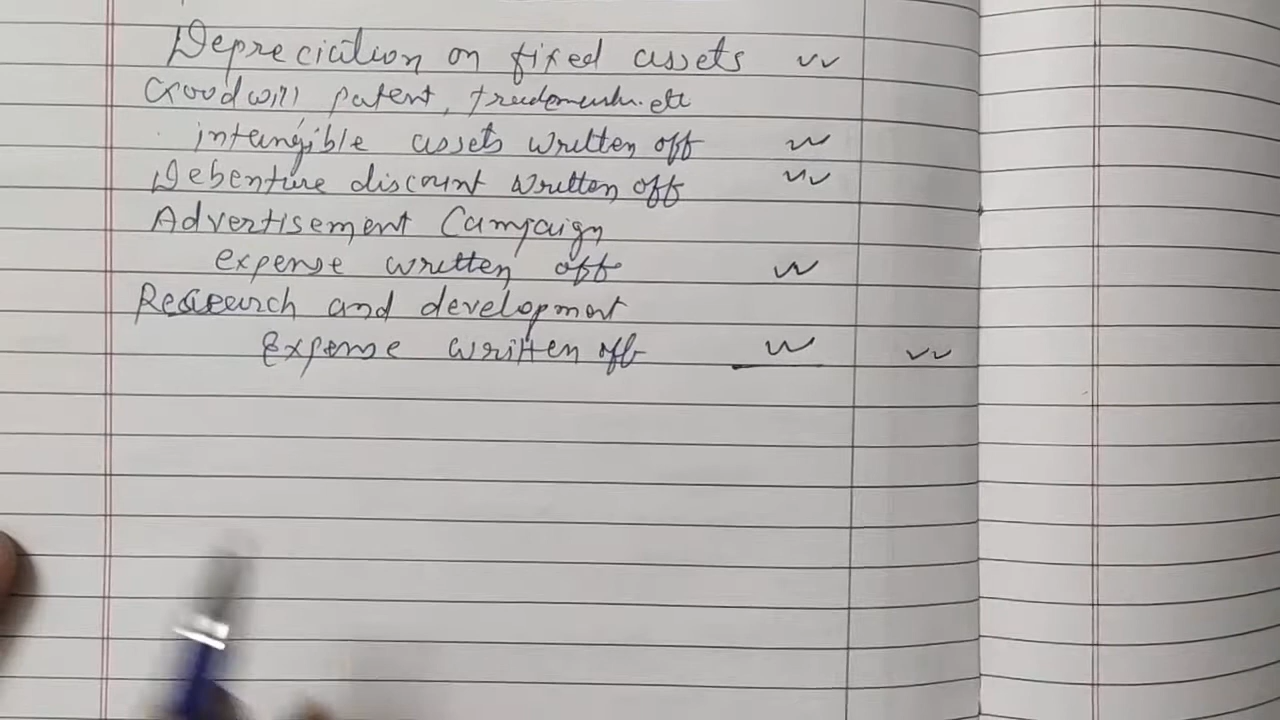 Depreciation on fixed assets ✓✓
Goodwill patent, trademark. etc
intangible assets written off ✓✓
Debenture discount written off ✓✓
Advertisement Campaign
expense written off ✓✓
Research and development
Expense written off ✓✓ ✓✓